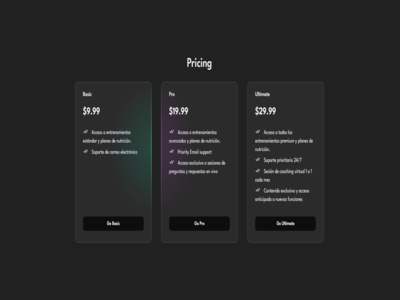 Pricing
Basic
$9.99
Acceso a entrenamientos
estándar y planes de nutrición.
Soporte de correo electrónico
Go Basic
Pro
$19.99
Acceso a entrenamientos
avanzados y planes de nutrición.
Priority Email support
Acceso exclusivo a sesiones de
preguntas y respuestas en vivo
Go Pro
Ultimate
$29.99
Acceso a todos los
entrenamientos premium y planes de
nutrición.
Soporte prioritario 24/7
Sesión de coaching virtual 1 a 1
cada mes
Contenido exclusivo y acceso
anticipado a nuevas funciones
Go Ultimate